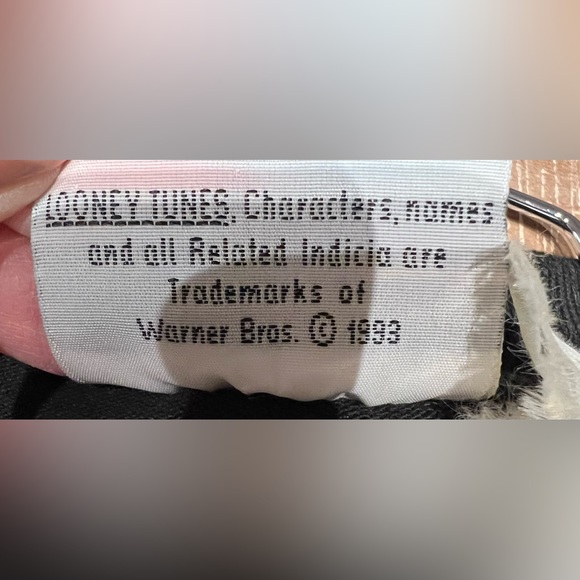 LOONEY TUNES, Characters, names
and all Related Indicia are
Trademarks of
Warner Bros. © 1993